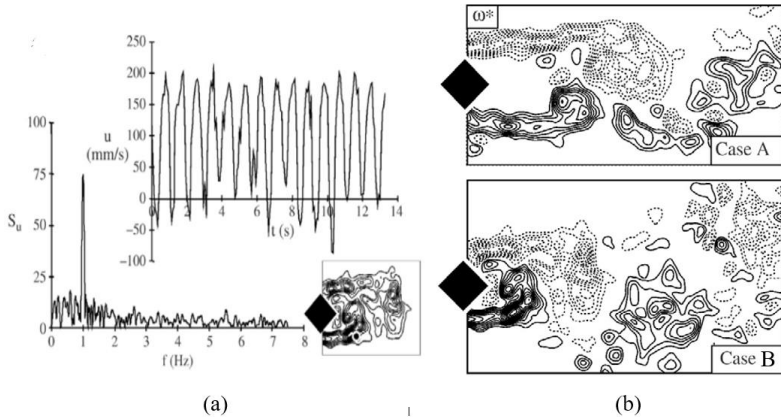 250
200
150
100
50
0
−50
−100
u
(mm/s)
0 2 4 6 8 10 12 14
t (s)
100
75
50
25
0
S_u
0 1 2 3 4 5 6 7 8
f (Hz)
(a)
ω*
Case A
Case B
(b)